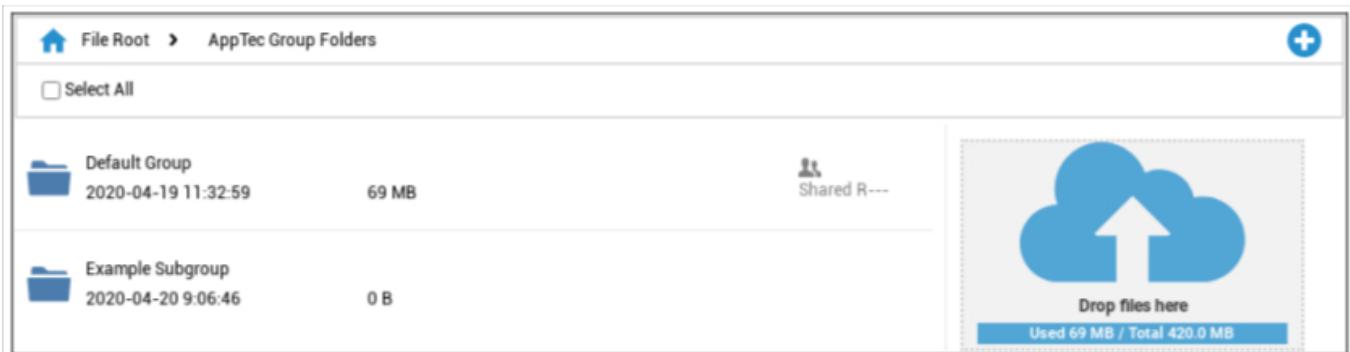 File Root > AppTec Group Folders
Select All
Default Group
2020-04-19 11:32:59 69 MB
Shared R---
Example Subgroup
2020-04-20 9:06:46 0 B
Drop files here
Used 69 MB / Total 420.0 MB